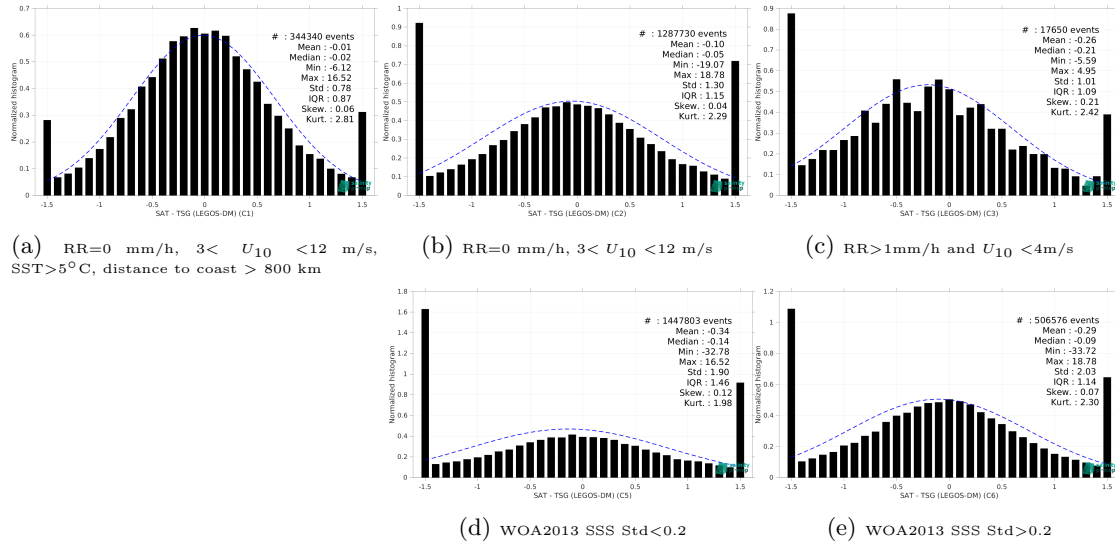 0.7
0.6
0.5
0.4
0.3
0.2
0.1
0
Normalized histogram
-1.5 -1 -0.5 0 0.5 1 1.5
SAT - TSG (LEGOS-DM) (C1)
# : 344340 events
Mean : -0.01
Median : -0.02
Min : -6.12
Max : 16.52
Std : 0.78
IQR : 0.87
Skew. : 0.06
Kurt. : 2.81
(a) RR=0 mm/h, 3< U10 <12 m/s,
SST>5°C, distance to coast > 800 km
1
0.9
0.8
0.7
0.6
0.5
0.4
0.3
0.2
0.1
0
Normalized histogram
-1.5 -1 -0.5 0 0.5 1 1.5
SAT - TSG (LEGOS-DM) (C2)
# : 1287730 events
Mean : -0.10
Median : -0.05
Min : -19.07
Max : 18.78
Std : 1.30
IQR : 1.15
Skew. : 0.04
Kurt. : 2.29
(b) RR=0 mm/h, 3< U10 <12 m/s
0.9
0.8
0.7
0.6
0.5
0.4
0.3
0.2
0.1
0
Normalized histogram
-1.5 -1 -0.5 0 0.5 1 1.5
SAT - TSG (LEGOS-DM) (C3)
# : 17650 events
Mean : -0.26
Median : -0.21
Min : -5.59
Max : 4.95
Std : 1.01
IQR : 1.09
Skew. : 0.21
Kurt. : 2.42
(c) RR>1mm/h and U10 <4m/s
1.8
1.6
1.4
1.2
1
0.8
0.6
0.4
0.2
0
Normalized histogram
-1.5 -1 -0.5 0 0.5 1 1.5
SAT - TSG (LEGOS-DM) (C5)
# : 1447803 events
Mean : -0.34
Median : -0.14
Min : -32.78
Max : 16.52
Std : 1.90
IQR : 1.46
Skew. : 0.12
Kurt. : 1.98
(d) WOA2013 SSS Std<0.2
1.2
1
0.8
0.6
0.4
0.2
0
Normalized histogram
-1.5 -1 -0.5 0 0.5 1 1.5
SAT - TSG (LEGOS-DM) (C6)
# : 506576 events
Mean : -0.29
Median : -0.09
Min : -33.72
Max : 18.78
Std : 2.03
IQR : 1.14
Skew. : 0.07
Kurt. : 2.30
(e) WOA2013 SSS Std>0.2